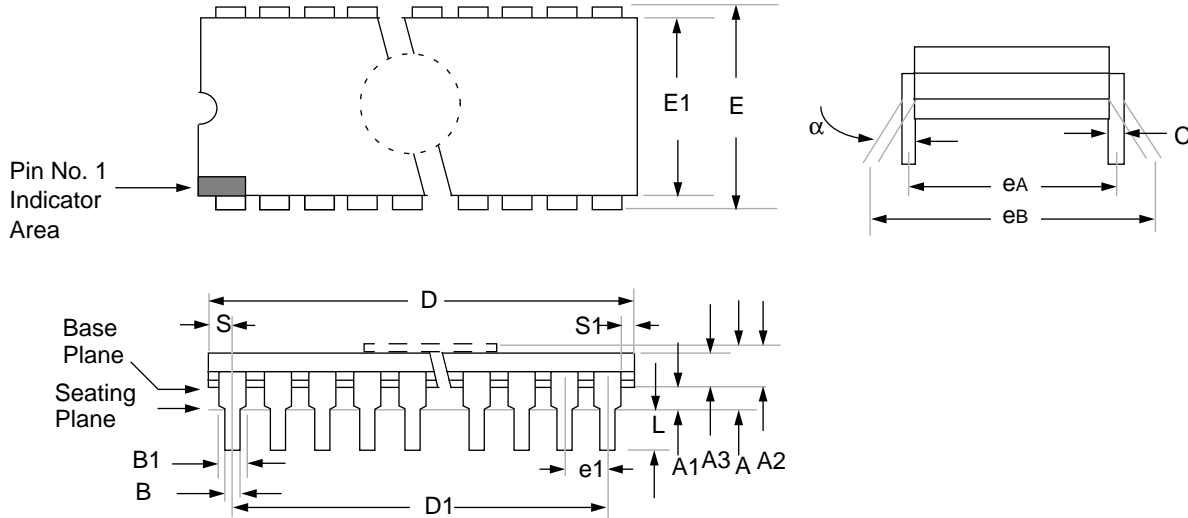 E1
E
α
C
Pin No. 1
Indicator
Area
eA
eB
D
S
S1
Base
Plane
Seating
Plane
L
B1
B
e1
A1
A3
A
A2
D1